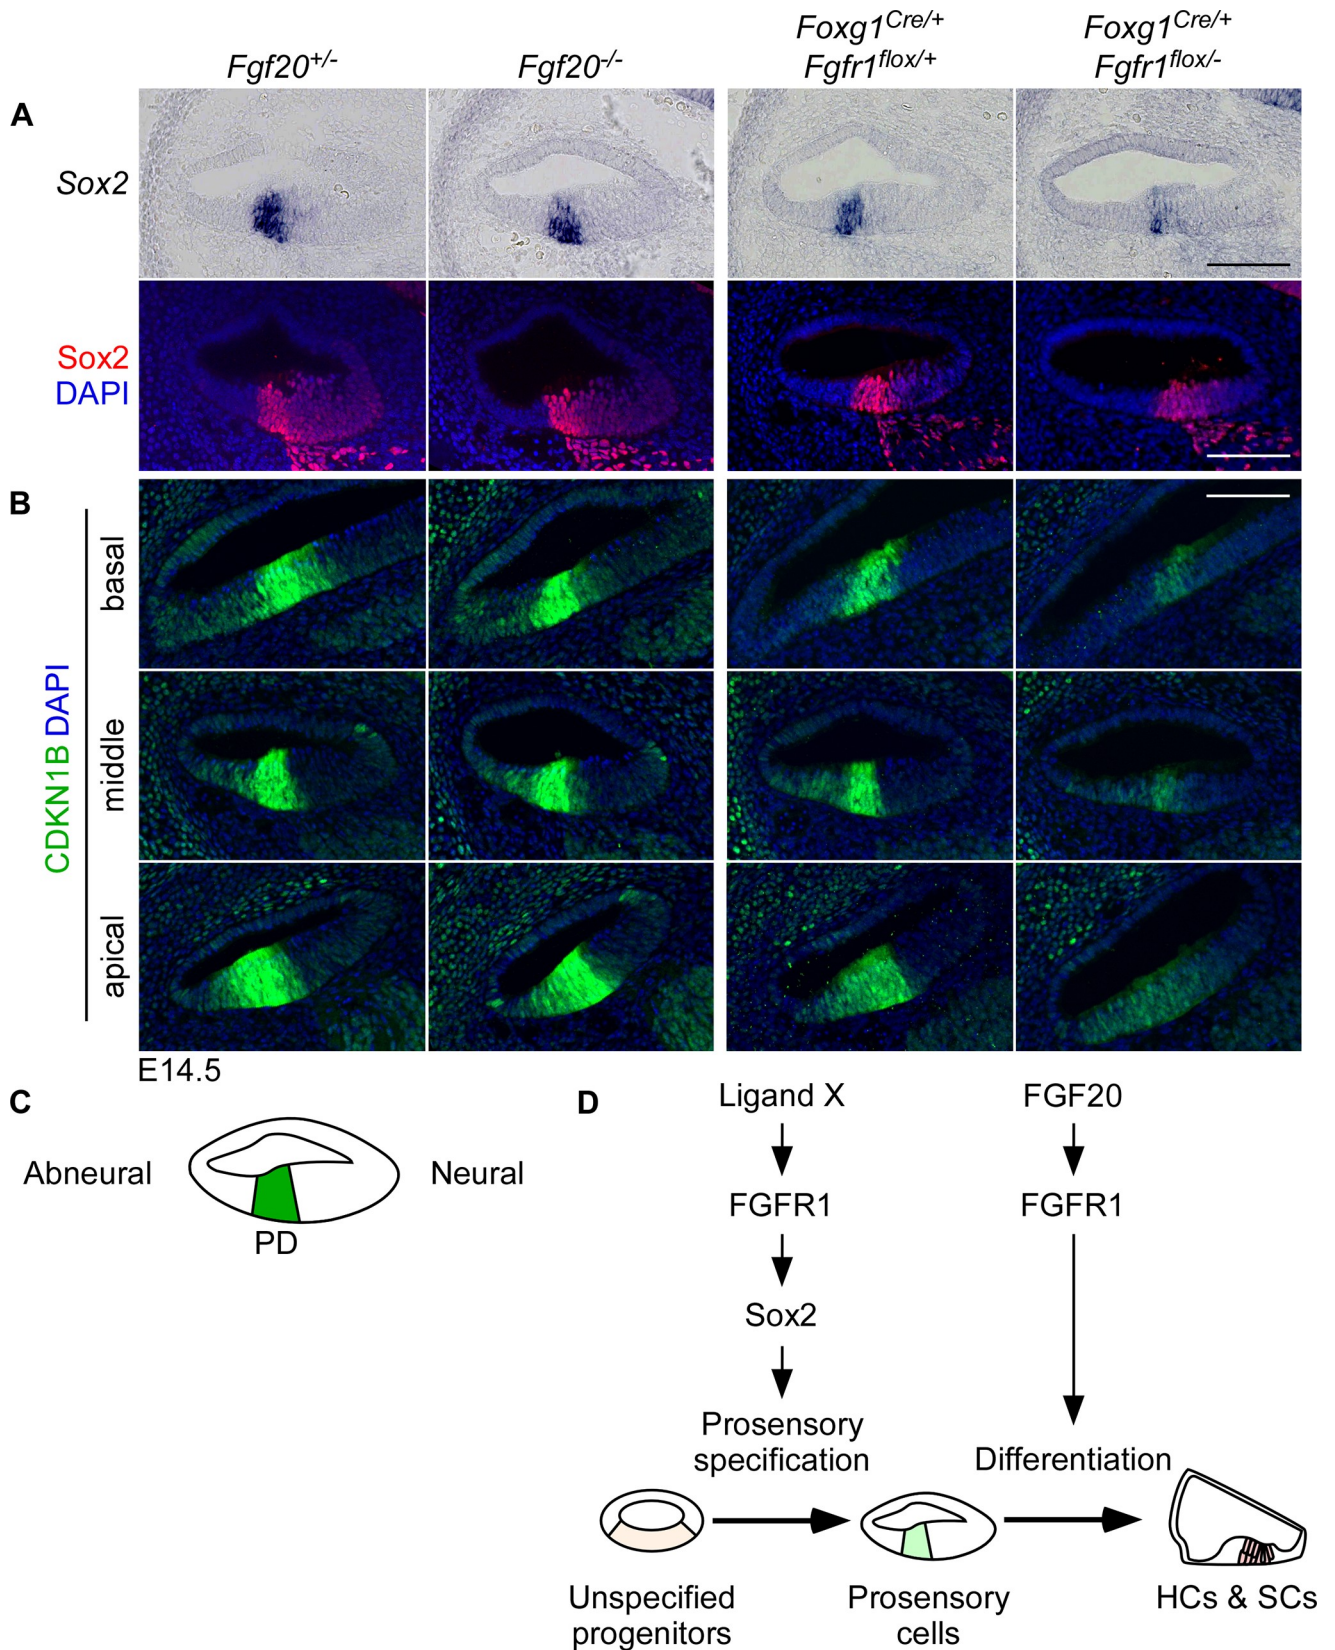 Fgf20+/-
Fgf20-/-
Foxg1Cre/+
Fgfr1flox/+
Foxg1Cre/+
Fgfr1flox/-
A
Sox2
Sox2
DAPI
B
CDKN1B DAPI
basal
middle
apical
E14.5
C
Abneural
Neural
PD
D
Ligand X
FGF20
FGFR1
FGFR1
Sox2
Prosensory
specification
Differentiation
Unspecified
progenitors
Prosensory
cells
HCs & SCs